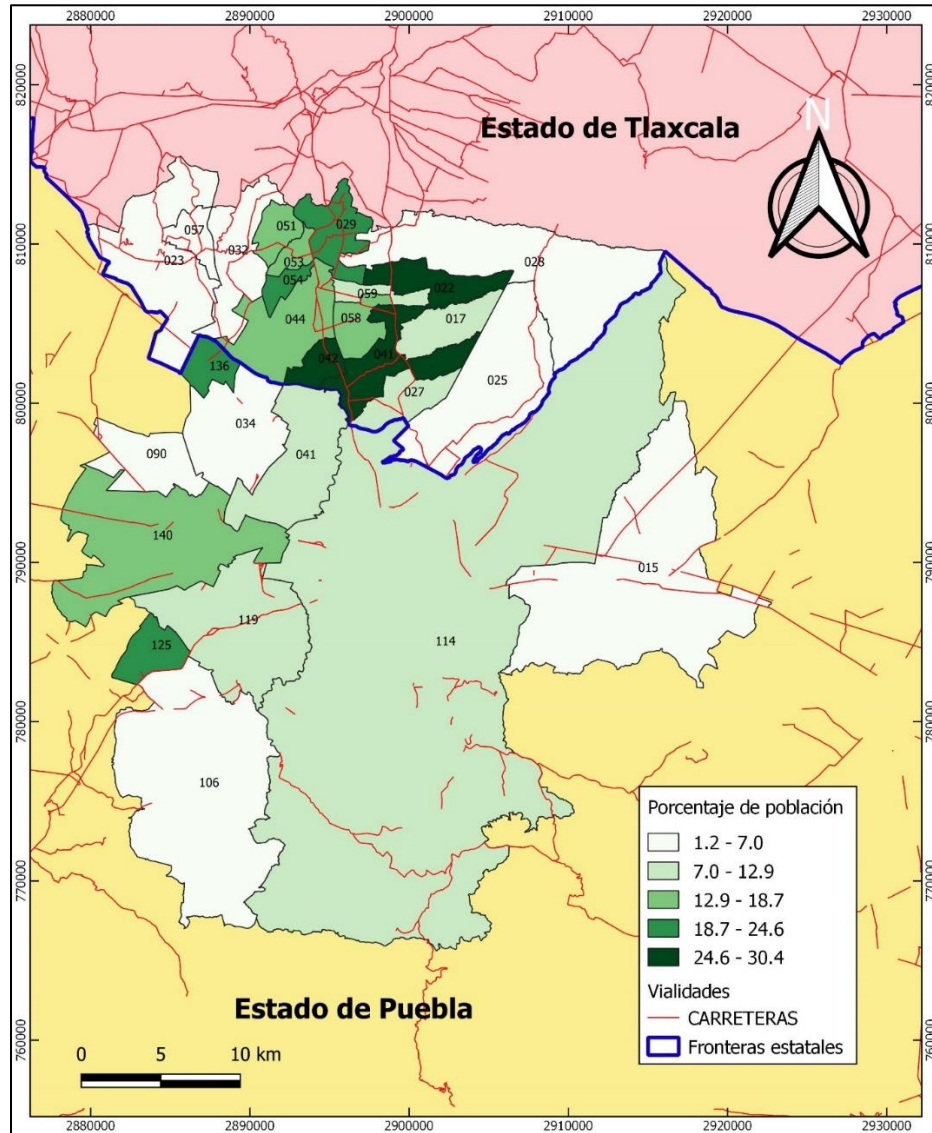 2880000 2890000 2900000 2910000 2920000 2930000
820000 820000
Estado de Tlaxcala
N
810000 810000
051 029
057
023 032
053
054
028
022
059
044 058 017
042 041
136
027
025
800000 800000
034
090 041
140
790000 790000
015
119
125
114
780000 780000
106
770000 770000
Estado de Puebla
760000 760000
0 5 10 km
Porcentaje de población
1.2 - 7.0
7.0 - 12.9
12.9 - 18.7
18.7 - 24.6
24.6 - 30.4
Vialidades
CARRETERAS
Fronteras estatales
2880000 2890000 2900000 2910000 2920000 2930000